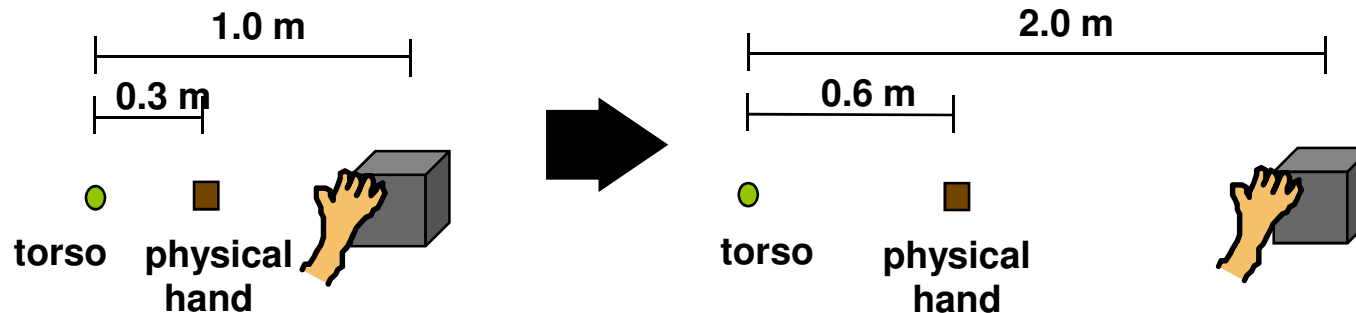 1.0 m
0.3 m
torso
physical
hand
2.0 m
0.6 m
torso
physical
hand